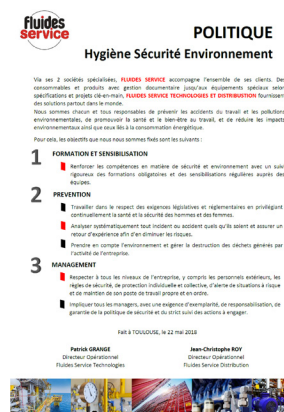 fluides
service
POLITIQUE
Hygiène Sécurité Environnement
Via ses 2 sociétés spécialisées, FLUIDES SERVICE accompagne l'ensemble de ses clients. Des
consommables et produits avec gestion documentaire jusqu'aux équipements spéciaux selon
spécifications et projets clé-en-main, FLUIDES SERVICE TECHNOLOGIES ET DISTRIBUTION fournissent
des solutions partout dans le monde.
Nous sommes chacun et tous responsables de prévenir les accidents du travail et les pollutions
environnementales, de promouvoir la santé et le bien-être au travail, et de réduire les impacts
environnementaux ainsi que ceux liés à la consommation énergétique.
Pour cela, les objectifs que nous nous sommes fixés sont les suivants :
1 FORMATION ET SENSIBILISATION
Renforcer les compétences en matière de sécurité et environnement avec un suivi
rigoureux des formations obligatoires et des sensibilisations régulières auprès des
équipes.
2 PREVENTION
Travailler dans le respect des exigences législatives et réglementaires en privilégiant
continuellement la santé et la sécurité des hommes et des femmes.
Analyser systématiquement tout incident ou accident quels qu'ils soient et assurer un
retour d'expérience afin d'en diminuer les risques.
Prendre en compte l'environnement et gérer la destruction des déchets générés par
l'activité de l'entreprise.
3 MANAGEMENT
Respecter à tous les niveaux de l'entreprise, y compris les personnels extérieurs, les
règles de sécurité, de protection individuelle et collective, d'alerte de situations à risque
et de maintien de son poste de travail propre et en ordre.
Impliquer tous les managers, avec une exigence d'exemplarité, de responsabilité, de
garantie de la politique de sécurité et du strict suivi des actions à engager.
Fait à TOULOUSE, le 22 mai 2018
Patrick GRANGE Jean-Christophe ROY
Directeur Opérationnel Directeur Opérationnel
Fluides Service Technologies Fluides Service Distribution